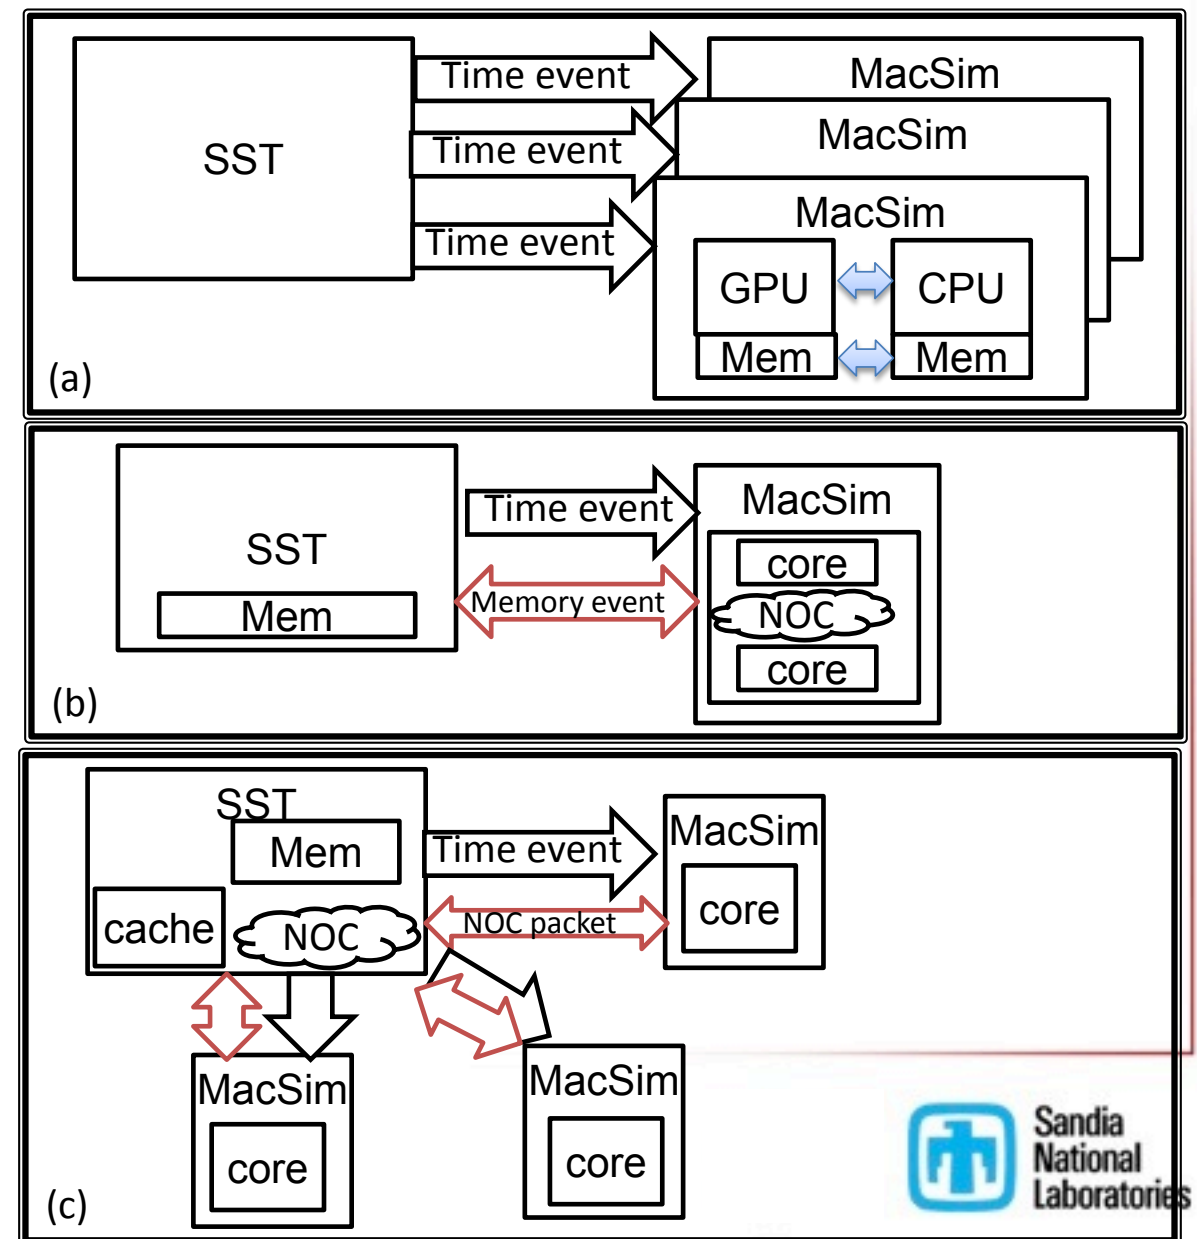 SST
Time event
MacSim
Time event
MacSim
Time event
MacSim
GPU
CPU
Mem
Mem
(a)
SST
Mem
Time event
Memory event
MacSim
core
NOC
core
(b)
SST
Mem
cache
NOC
Time event
NOC packet
MacSim
core
MacSim
core
MacSim
core
(c)
Sandia
National
Laboratories